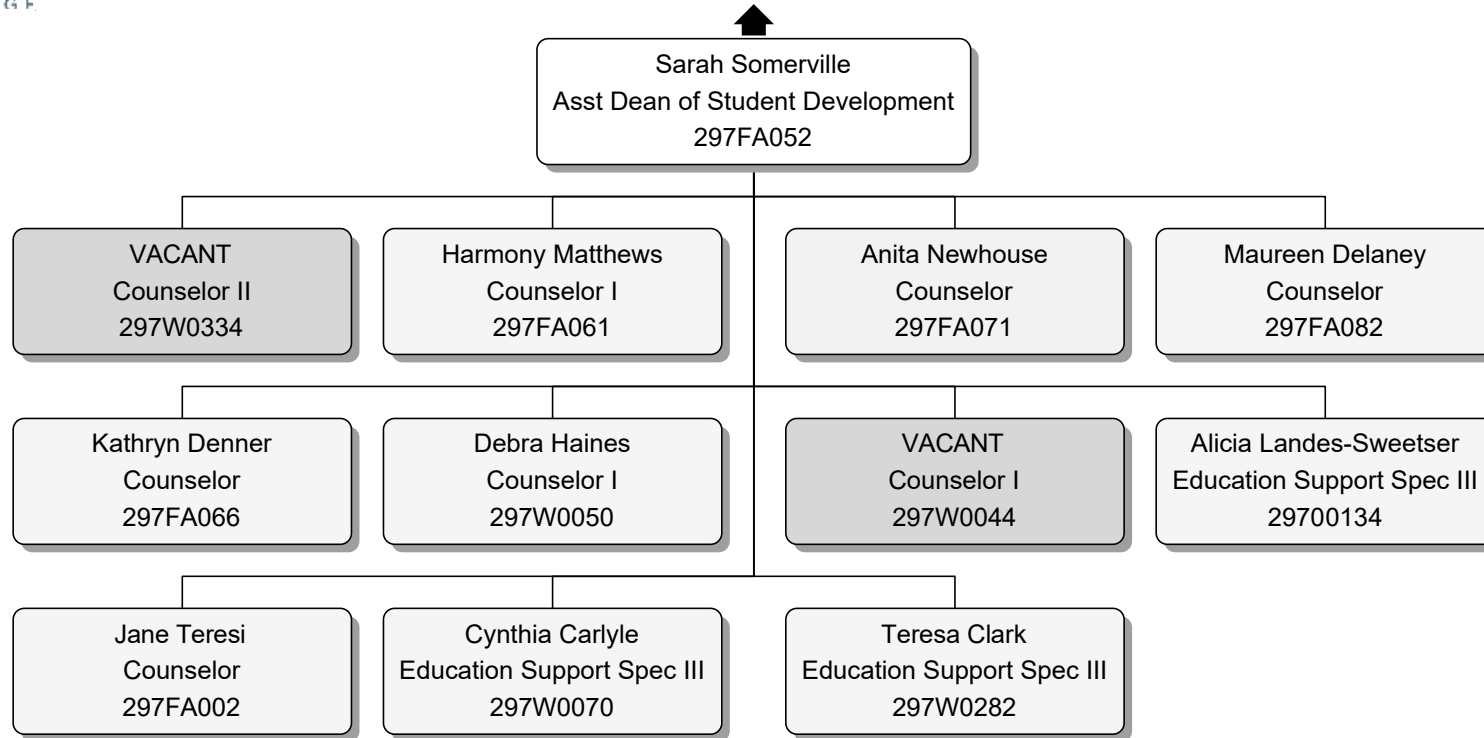 Sarah Somerville
Asst Dean of Student Development
297FA052
VACANT
Counselor II
297W0334
Harmony Matthews
Counselor I
297FA061
Anita Newhouse
Counselor
297FA071
Maureen Delaney
Counselor
297FA082
Kathryn Denner
Counselor
297FA066
Debra Haines
Counselor I
297W0050
VACANT
Counselor I
297W0044
Alicia Landes-Sweetser
Education Support Spec III
29700134
Jane Teresi
Counselor
297FA002
Cynthia Carlyle
Education Support Spec III
297W0070
Teresa Clark
Education Support Spec III
297W0282